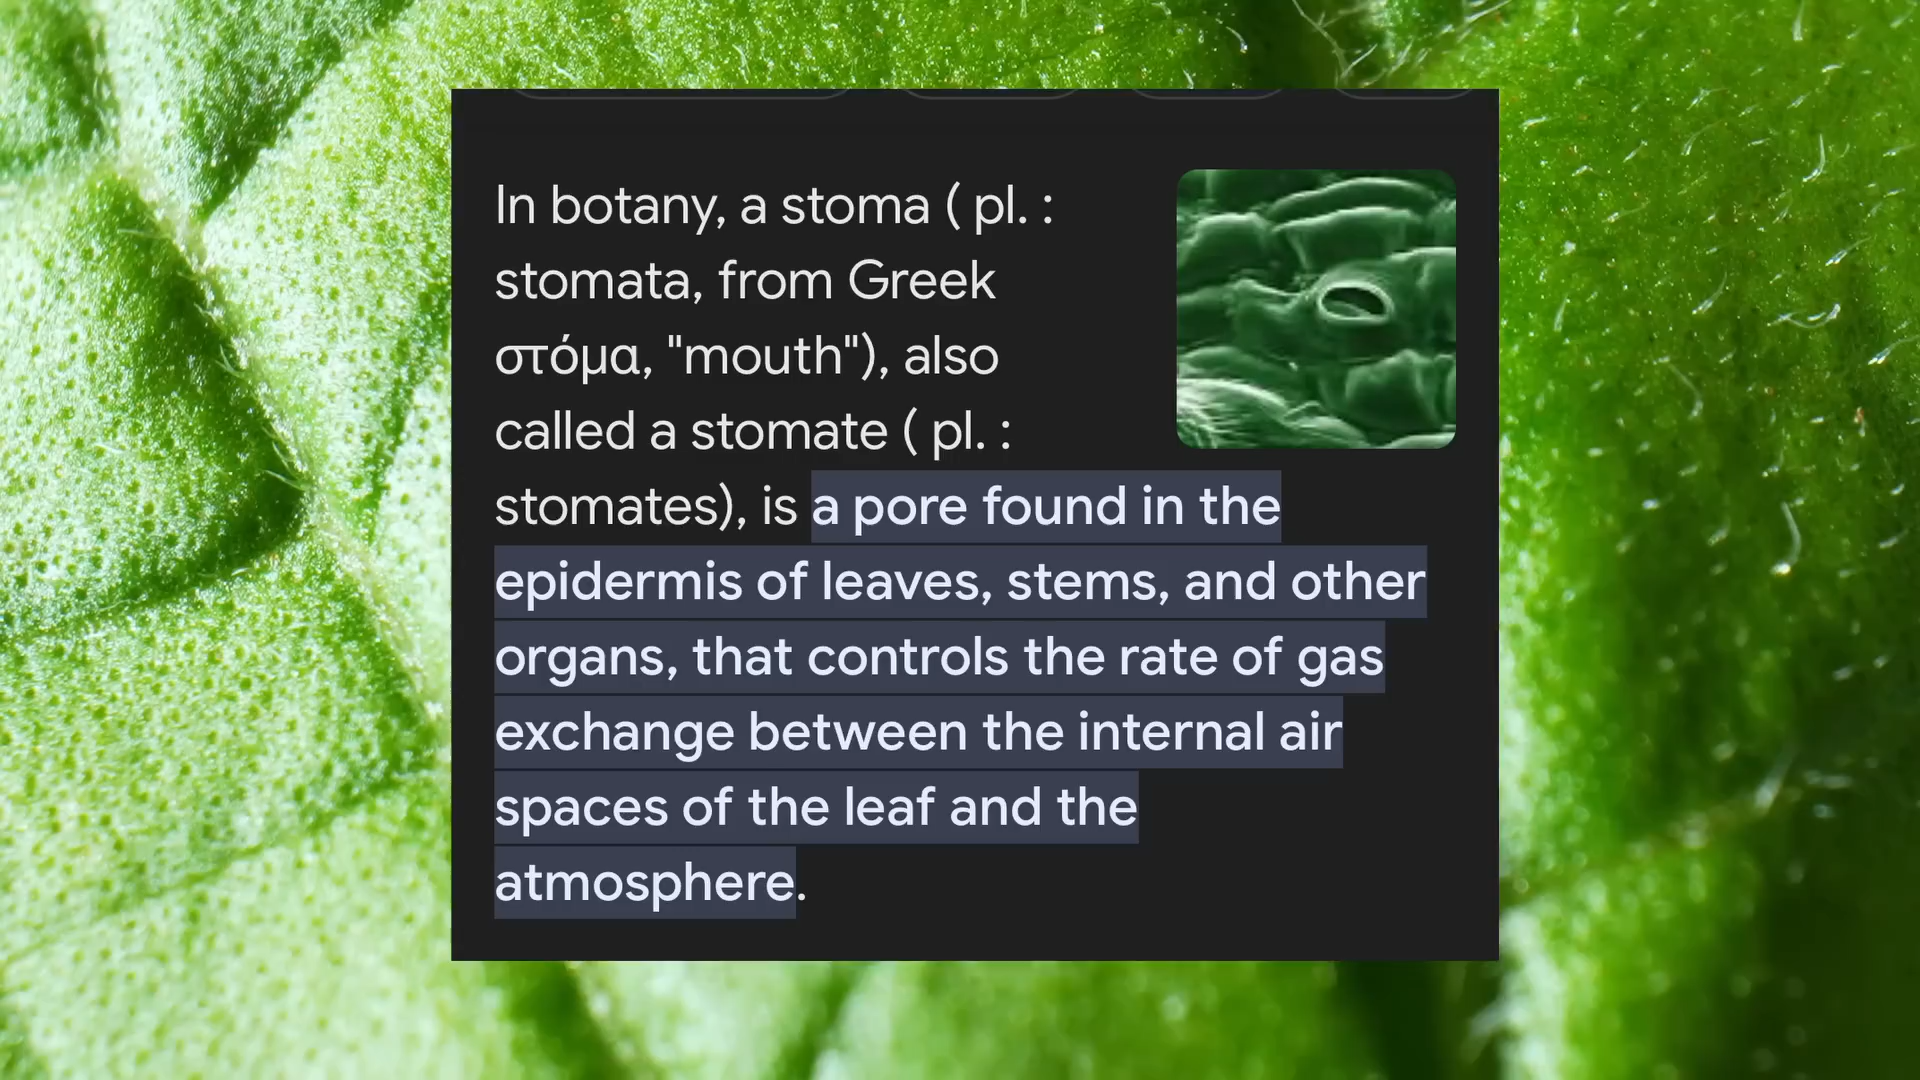 In botany, a stoma ( pl. :
stomata, from Greek
στόμα, "mouth"), also
called a stomate ( pl. :
stomates), is a pore found in the
epidermis of leaves, stems, and other
organs, that controls the rate of gas
exchange between the internal air
spaces of the leaf and the
atmosphere.